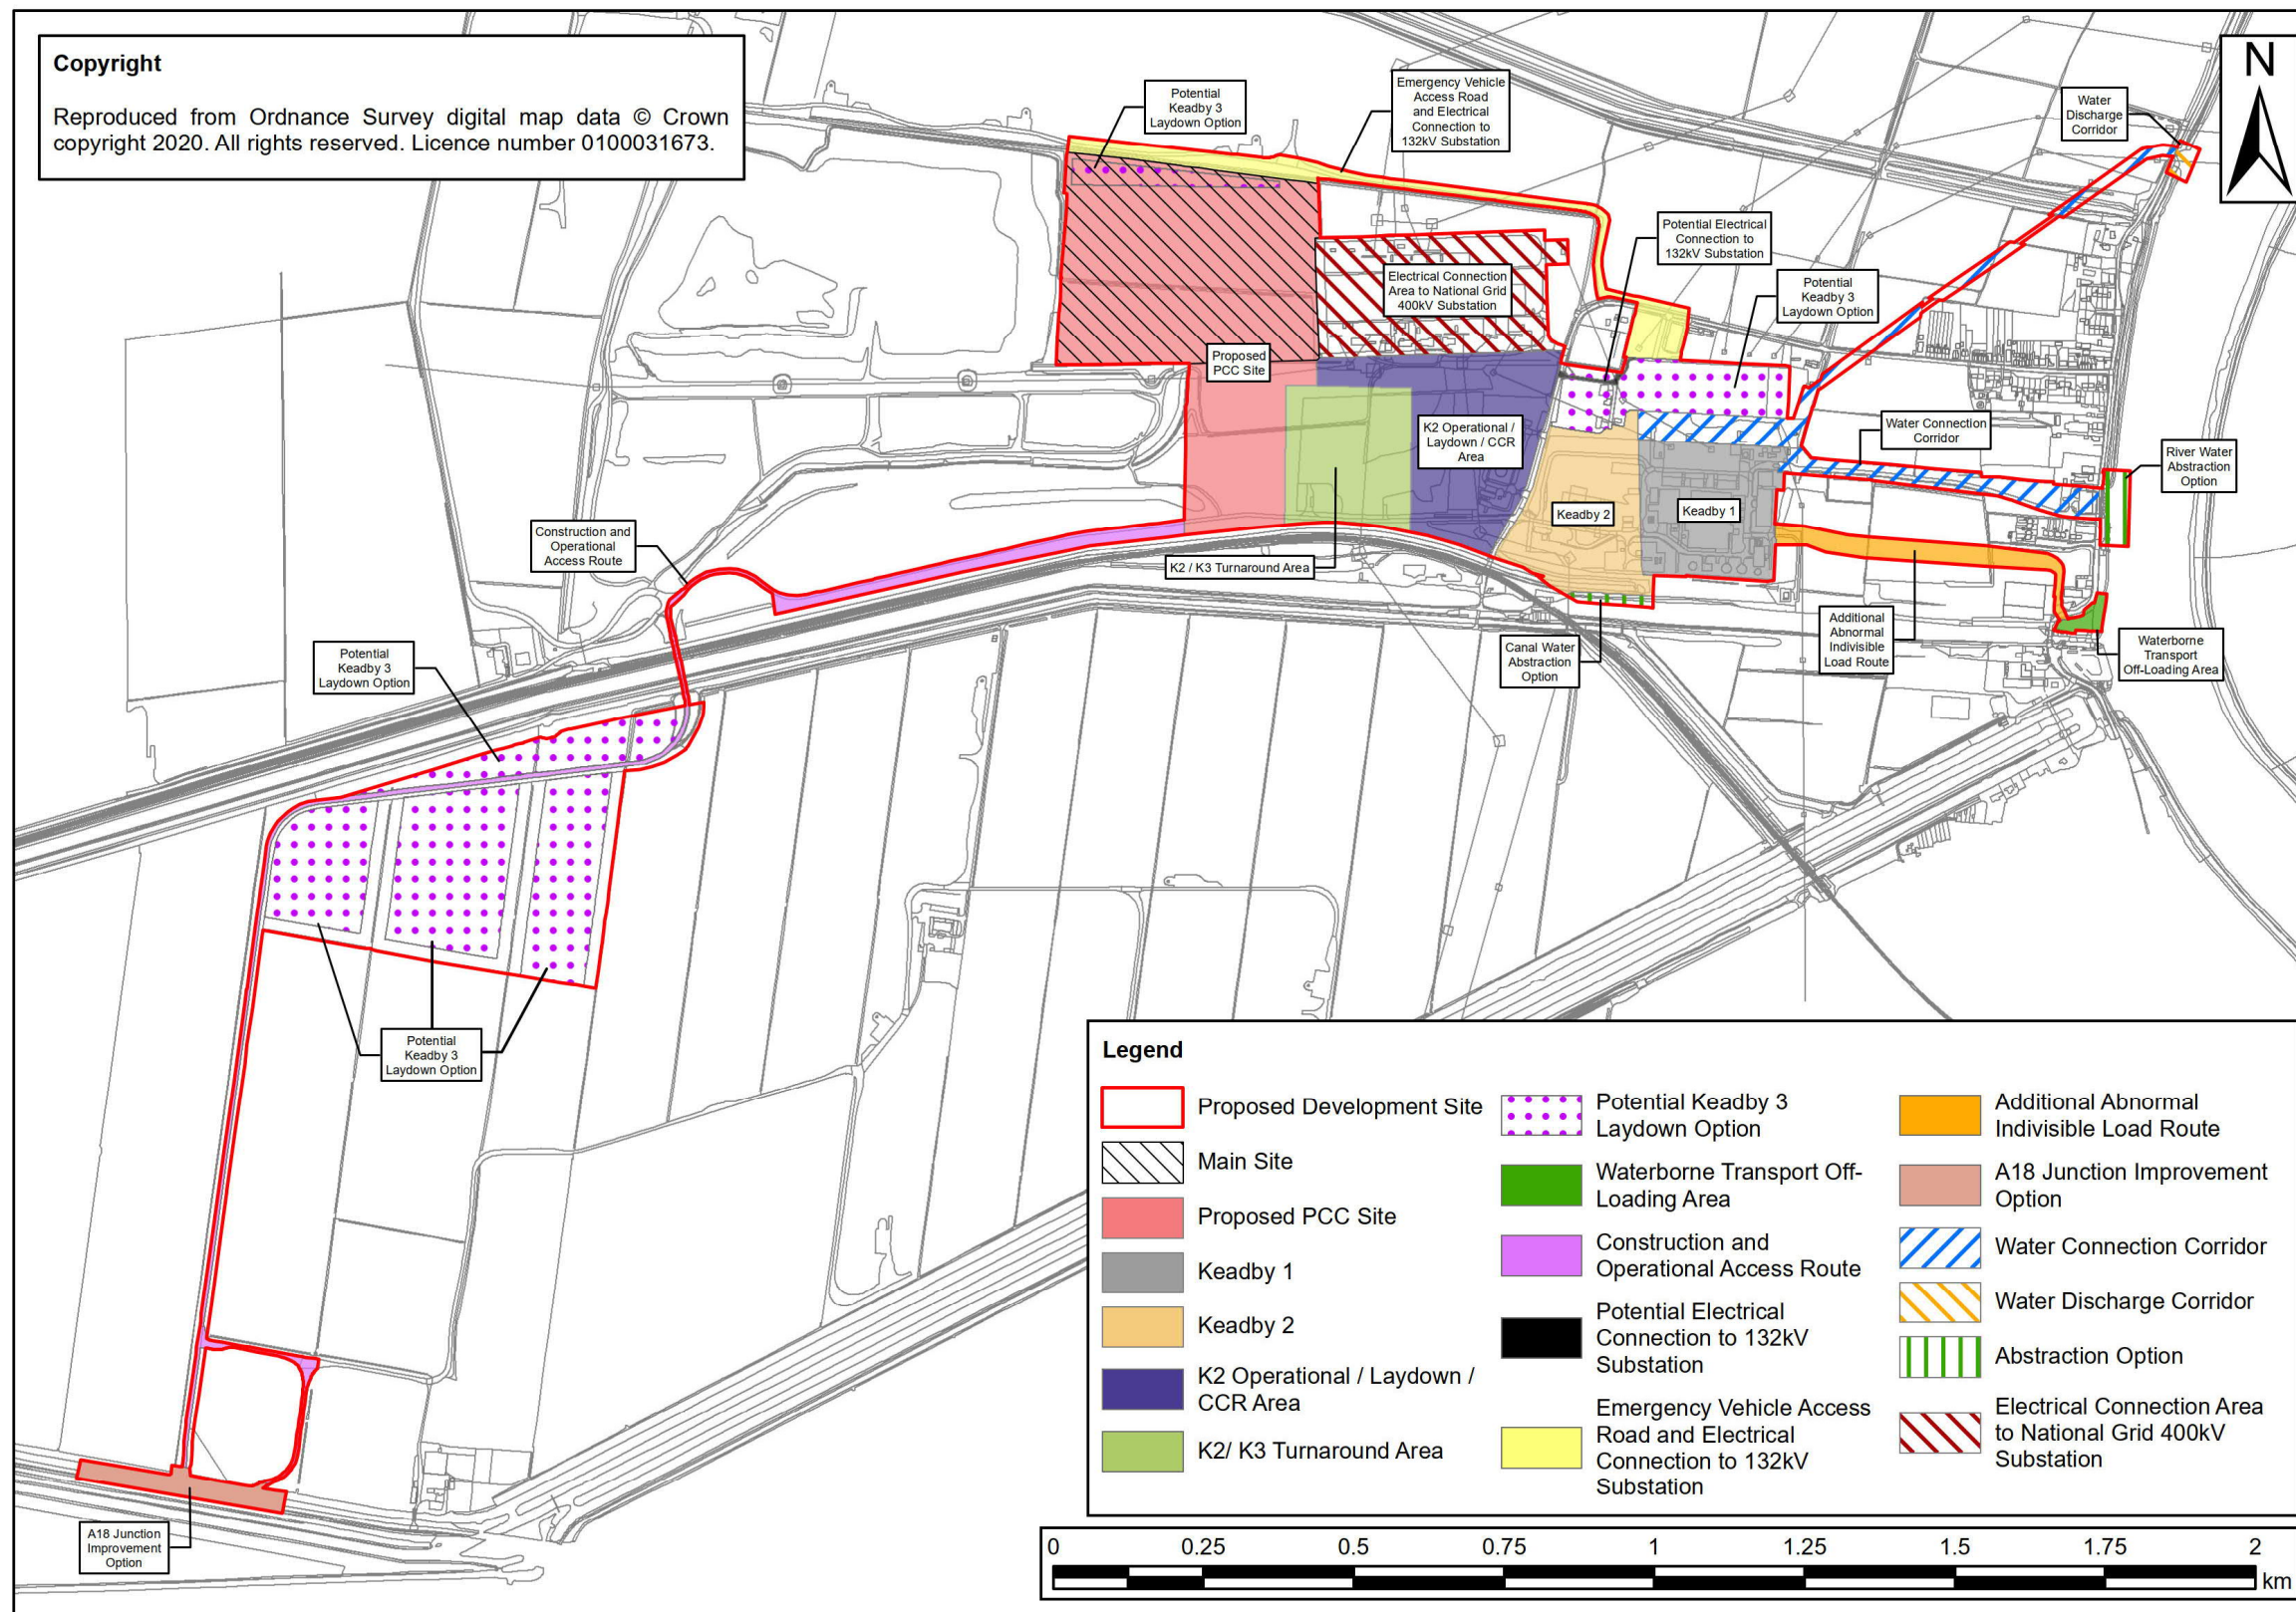 Copyright
Reproduced from Ordnance Survey digital map data © Crown
copyright 2020. All rights reserved. Licence number 0100031673.
Potential
Keadby 3
Laydown Option
Emergency Vehicle
Access Road
and Electrical
Connection to
132kV Substation
Water
Discharge
Corridor
N
Potential Electrical
Connection to
132kV Substation
Electrical Connection
Area to National Grid
400kV Substation
Potential
Keadby 3
Laydown Option
Proposed
PCC Site
K2 Operational /
Laydown / CCR
Area
Water Connection
Corridor
River Water
Abstraction
Option
Keadby 2
Keadby 1
Construction and
Operational
Access Route
K2 / K3 Turnaround Area
Canal Water
Abstraction
Option
Additional
Abnormal
Indivisible
Load Route
Waterborne
Transport
Off-Loading Area
Potential
Keadby 3
Laydown Option
Potential
Keadby 3
Laydown Option
A18 Junction
Improvement
Option
Legend
Proposed Development Site
Main Site
Proposed PCC Site
Keadby 1
Keadby 2
K2 Operational / Laydown /
CCR Area
K2/ K3 Turnaround Area
Potential Keadby 3
Laydown Option
Waterborne Transport Off-
Loading Area
Construction and
Operational Access Route
Potential Electrical
Connection to 132kV
Substation
Emergency Vehicle Access
Road and Electrical
Connection to 132kV
Substation
Additional Abnormal
Indivisible Load Route
A18 Junction Improvement
Option
Water Connection Corridor
Water Discharge Corridor
Abstraction Option
Electrical Connection Area
to National Grid 400kV
Substation
0 0.25 0.5 0.75 1 1.25 1.5 1.75 2
km